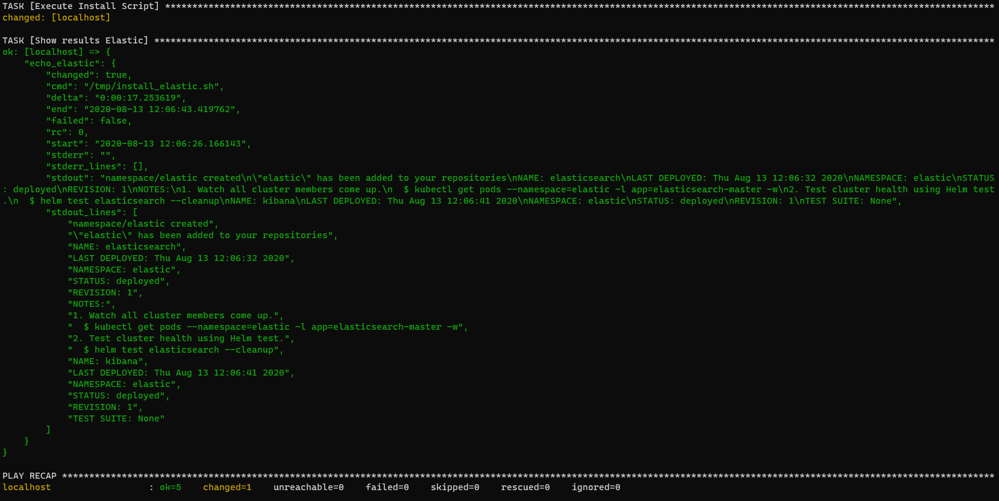 TASK [Execute Install Script] *********************************************************************************************************************************************************
changed: [localhost]
TASK [Show results Elastic] ***********************************************************************************************************************************************************
ok: [localhost] => {
    "echo_elastic": {
        "changed": true,
        "cmd": "/tmp/install_elastic.sh",
        "delta": "0:00:17.253619",
        "end": "2020-08-13 12:06:43.419762",
        "failed": false,
        "rc": 0,
        "start": "2020-08-13 12:06:26.166143",
        "stderr": "",
        "stderr_lines": [],
        "stdout": "namespace/elastic created\n\"elastic\" has been added to your repositories\nNAME: elasticsearch\nLAST DEPLOYED: Thu Aug 13 12:06:32 2020\nNAMESPACE: elastic\nSTATUS
: deployed\nREVISION: 1\nNOTES:\n1. Watch all cluster members come up.\n  $ kubectl get pods --namespace=elastic -l app=elasticsearch-master -w\n2. Test cluster health using Helm test
.\n  $ helm test elasticsearch --cleanup\nNAME: kibana\nLAST DEPLOYED: Thu Aug 13 12:06:41 2020\nNAMESPACE: elastic\nSTATUS: deployed\nREVISION: 1\nTEST SUITE: None",
        "stdout_lines": [
            "namespace/elastic created",
            "\"elastic\" has been added to your repositories",
            "NAME: elasticsearch",
            "LAST DEPLOYED: Thu Aug 13 12:06:32 2020",
            "NAMESPACE: elastic",
            "STATUS: deployed",
            "REVISION: 1",
            "NOTES:",
            "1. Watch all cluster members come up.",
            "  $ kubectl get pods --namespace=elastic -l app=elasticsearch-master -w",
            "2. Test cluster health using Helm test.",
            "  $ helm test elasticsearch --cleanup",
            "NAME: kibana",
            "LAST DEPLOYED: Thu Aug 13 12:06:41 2020",
            "NAMESPACE: elastic",
            "STATUS: deployed",
            "REVISION: 1",
            "TEST SUITE: None"
        ]
    }
}
PLAY RECAP ****************************************************************************************************************************************************************************
localhost                  : ok=5    changed=1    unreachable=0    failed=0    skipped=0    rescued=0    ignored=0